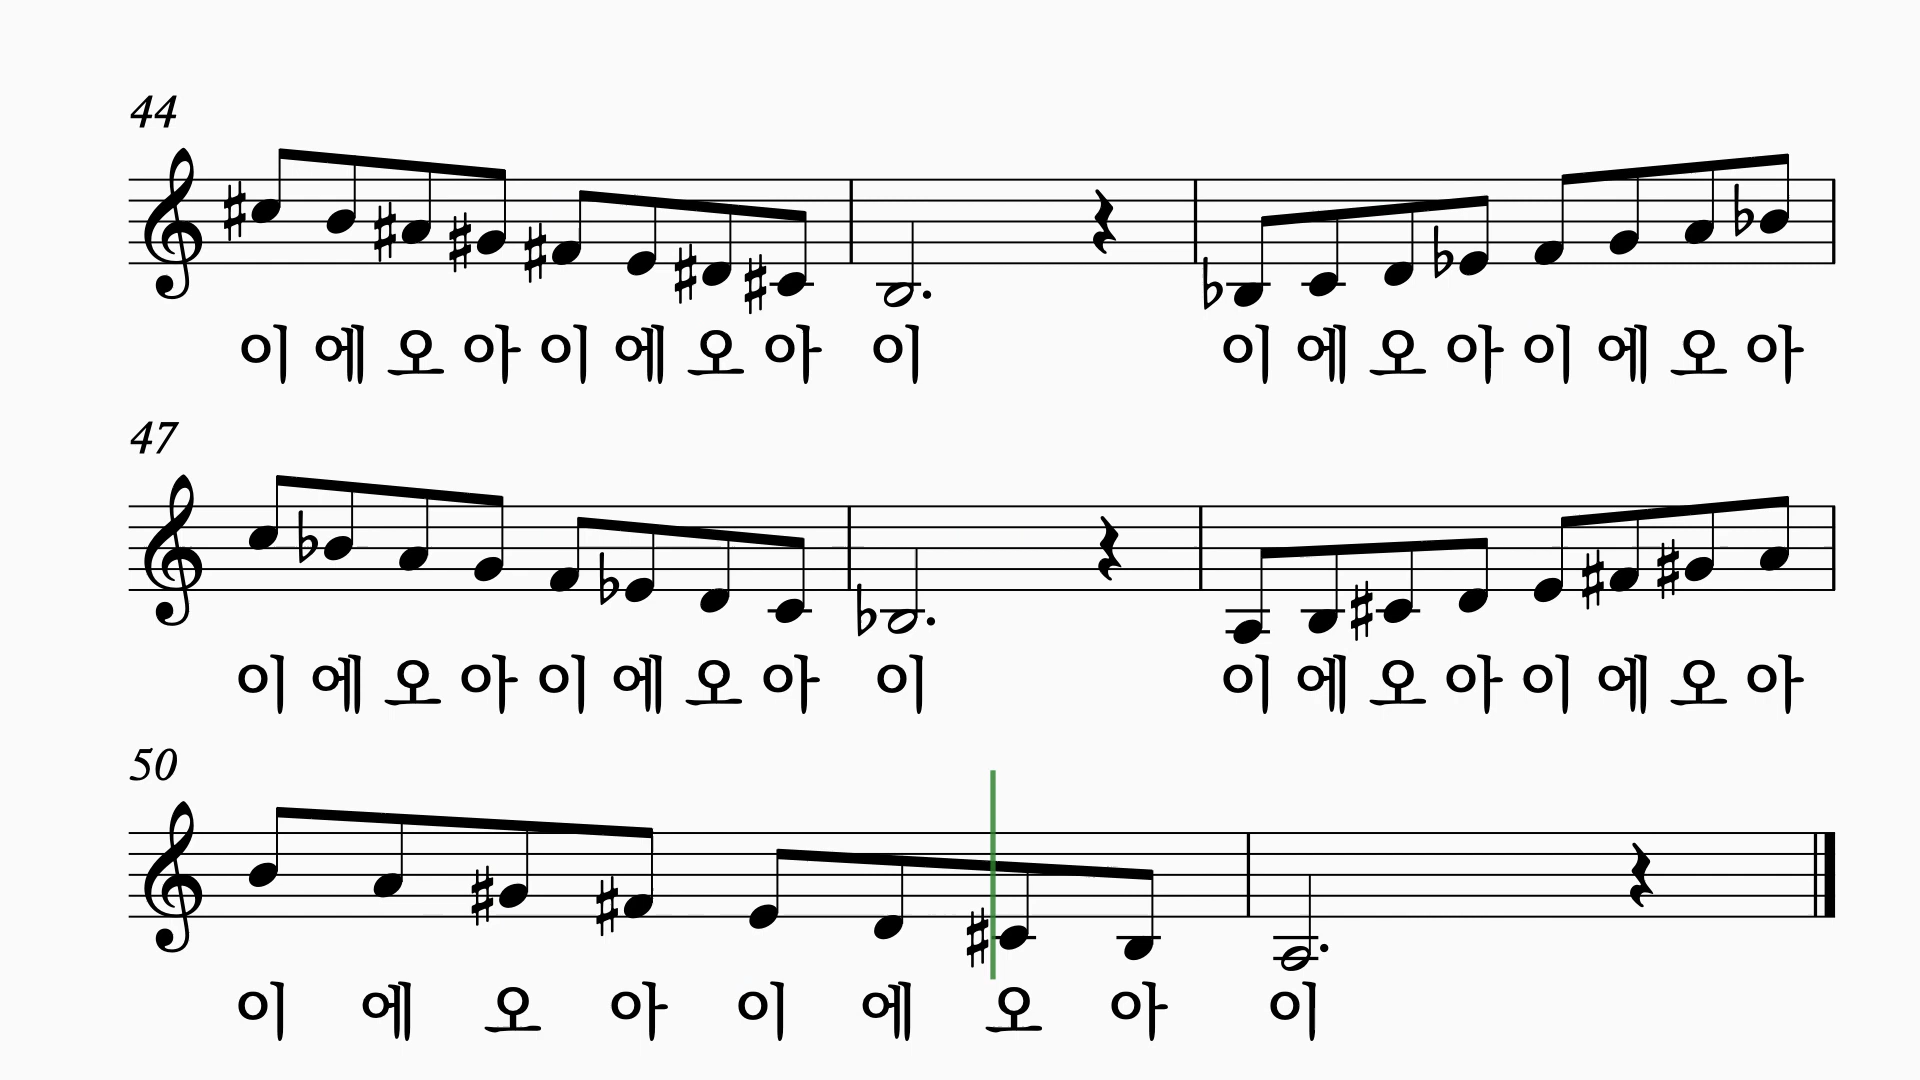 44
이 에 오 아 이 에 오 아 이 이 에 오 아 이 에 오 아
47
이 에 오 아 이 에 오 아 이 이 에 오 아 이 에 오 아
50
이 에 오 아 이 에 오 아 이